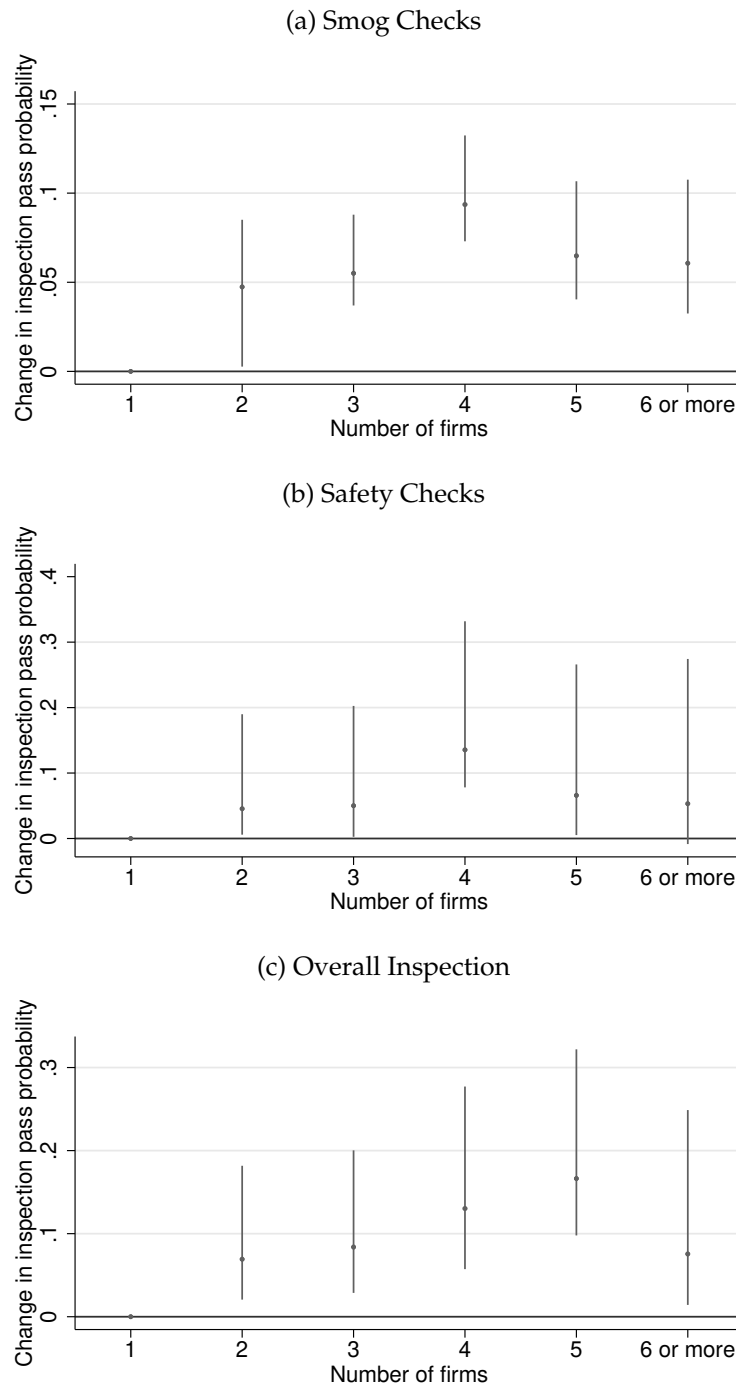 (a) Smog Checks
Change in inspection pass probability
.15
.1
.05
0
1 2 3 4 5 6 or more
Number of firms
(b) Safety Checks
Change in inspection pass probability
.4
.3
.2
.1
0
1 2 3 4 5 6 or more
Number of firms
(c) Overall Inspection
Change in inspection pass probability
.3
.2
.1
0
1 2 3 4 5 6 or more
Number of firms